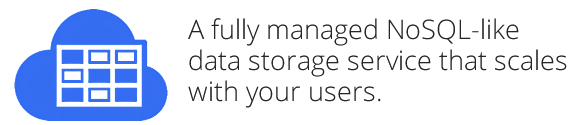 A fully managed NoSQL-like
data storage service that scales
with your users.